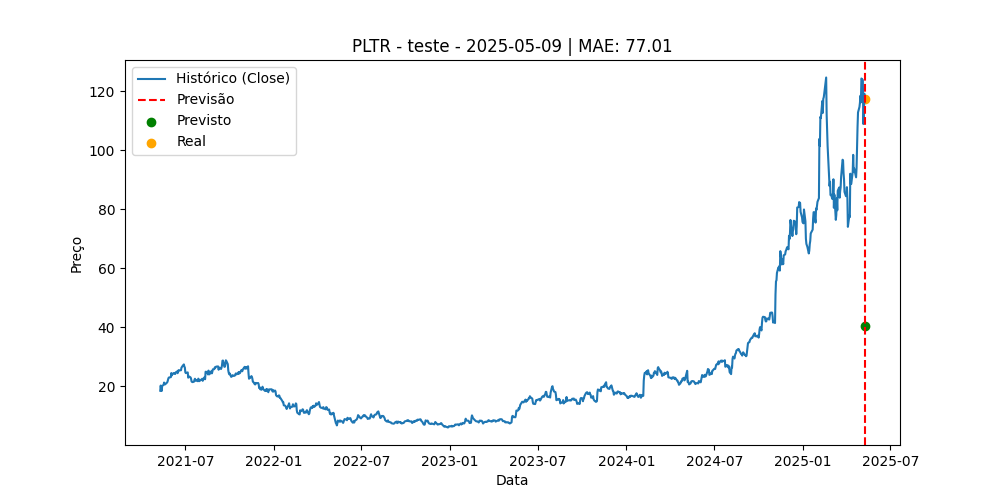 PLTR - teste - 2025-05-09 | MAE: 77.01
Histórico (Close)
Previsão
Previsto
Real
120
100
80
60
40
20
Preço
2021-07 2022-01 2022-07 2023-01 2023-07 2024-01 2024-07 2025-01 2025-07
Data